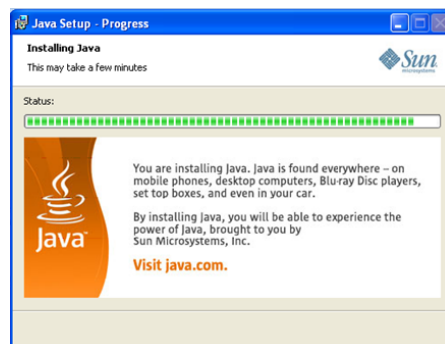 Java Setup - Progress
Installing Java
This may take a few minutes
Sun
microsystems
Status:
You are installing Java. Java is found everywhere – on
mobile phones, desktop computers, Blu-ray Disc players,
set top boxes, and even in your car.
By installing Java, you will be able to experience the
power of Java, brought to you by
Sun Microsystems, Inc.
Visit java.com.
Java